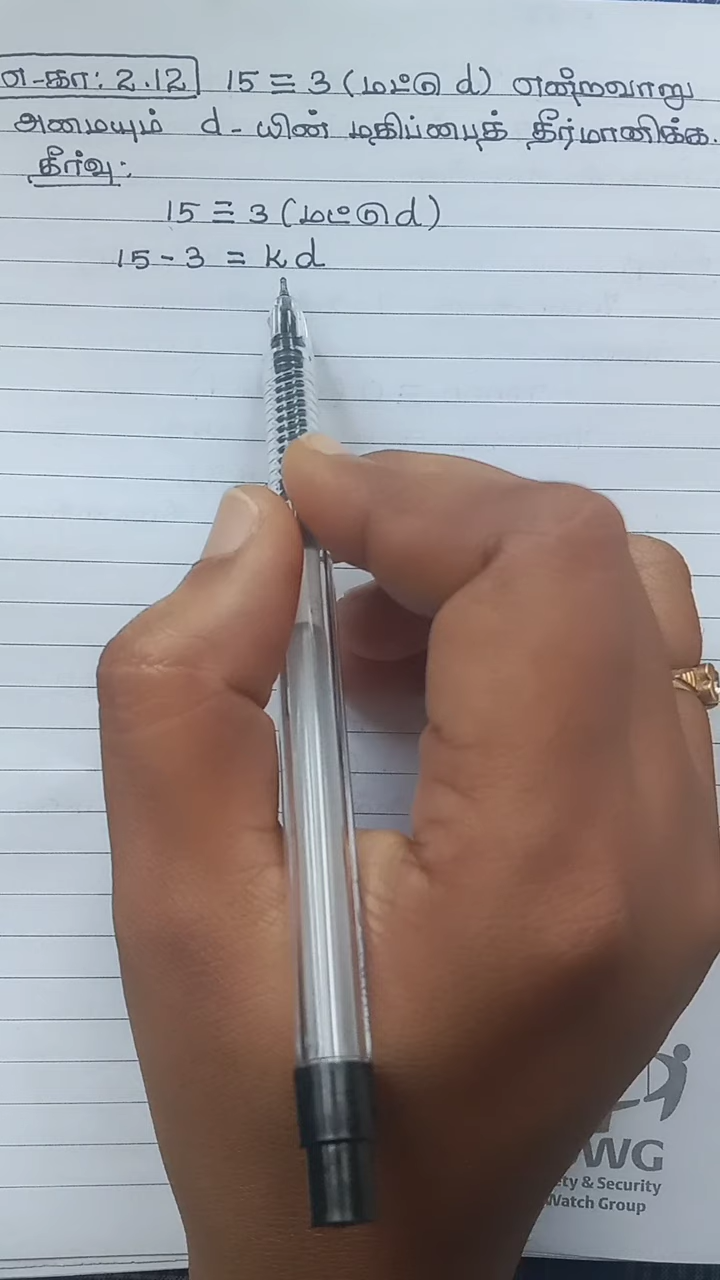 எ-கா: 2.12 15 ≡ 3 (மட்டு d) என்றவாறு
அமையும் d-யின் மதிப்பைத் தீர்மானிக்க.
தீர்வு:
15 ≡ 3 (மட்டு d)
15 - 3 = kd
WG
ty & Security
Watch Group